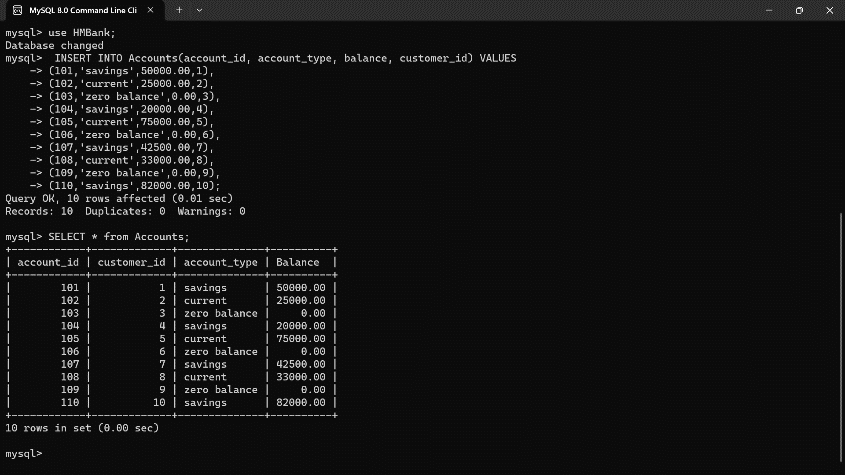 MySQL 8.0 Command Line Cli
mysql> use HMBank;
Database changed
mysql>  INSERT INTO Accounts(account_id, account_type, balance, customer_id) VALUES
    -> (101,'savings',50000.00,1),
    -> (102,'current',25000.00,2),
    -> (103,'zero balance',0.00,3),
    -> (104,'savings',20000.00,4),
    -> (105,'current',75000.00,5),
    -> (106,'zero balance',0.00,6),
    -> (107,'savings',42500.00,7),
    -> (108,'current',33000.00,8),
    -> (109,'zero balance',0.00,9),
    -> (110,'savings',82000.00,10);
Query OK, 10 rows affected (0.01 sec)
Records: 10  Duplicates: 0  Warnings: 0
mysql> SELECT * from Accounts;
+------------+-------------+--------------+----------+
| account_id | customer_id | account_type | Balance  |
+------------+-------------+--------------+----------+
|        101 |           1 | savings      | 50000.00 |
|        102 |           2 | current      | 25000.00 |
|        103 |           3 | zero balance |     0.00 |
|        104 |           4 | savings      | 20000.00 |
|        105 |           5 | current      | 75000.00 |
|        106 |           6 | zero balance |     0.00 |
|        107 |           7 | savings      | 42500.00 |
|        108 |           8 | current      | 33000.00 |
|        109 |           9 | zero balance |     0.00 |
|        110 |          10 | savings      | 82000.00 |
+------------+-------------+--------------+----------+
10 rows in set (0.00 sec)
mysql>